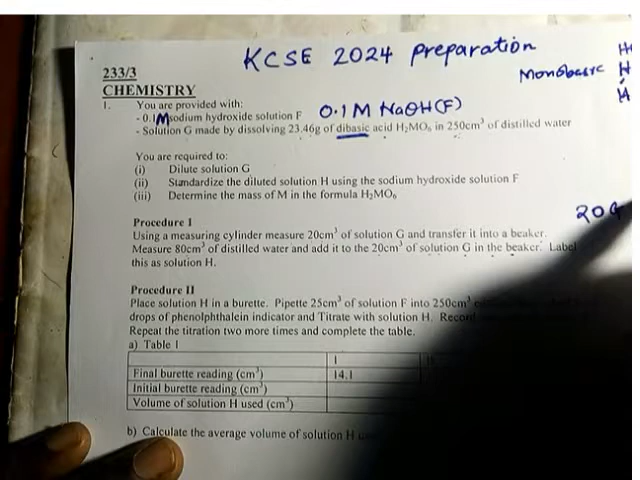 KCSE 2024 preparation
Monobasic
233/3
CHEMISTRY
1. You are provided with:
- 0.1M sodium hydroxide solution F 0.1M NaOH(F)
- Solution G made by dissolving 23.46g of dibasic acid H₂MO₆ in 250cm³ of distilled water
You are required to:
(i) Dilute solution G
(ii) Standardize the diluted solution H using the sodium hydroxide solution F
(iii) Determine the mass of M in the formula H₂MO₆
20G
Procedure I
Using a measuring cylinder measure 20cm³ of solution G and transfer it into a beaker.
Measure 80cm³ of distilled water and add it to the 20cm³ of solution G in the beaker. Label
this as solution H.
Procedure II
Place solution H in a burette. Pipette 25cm³ of solution F into 250cm³
drops of phenolphthalein indicator and Titrate with solution H. Record
Repeat the titration two more times and complete the table.
a) Table 1
I
Final burette reading (cm³) 14.1
Initial burette reading (cm³)
Volume of solution H used (cm³)
b) Calculate the average volume of solution H